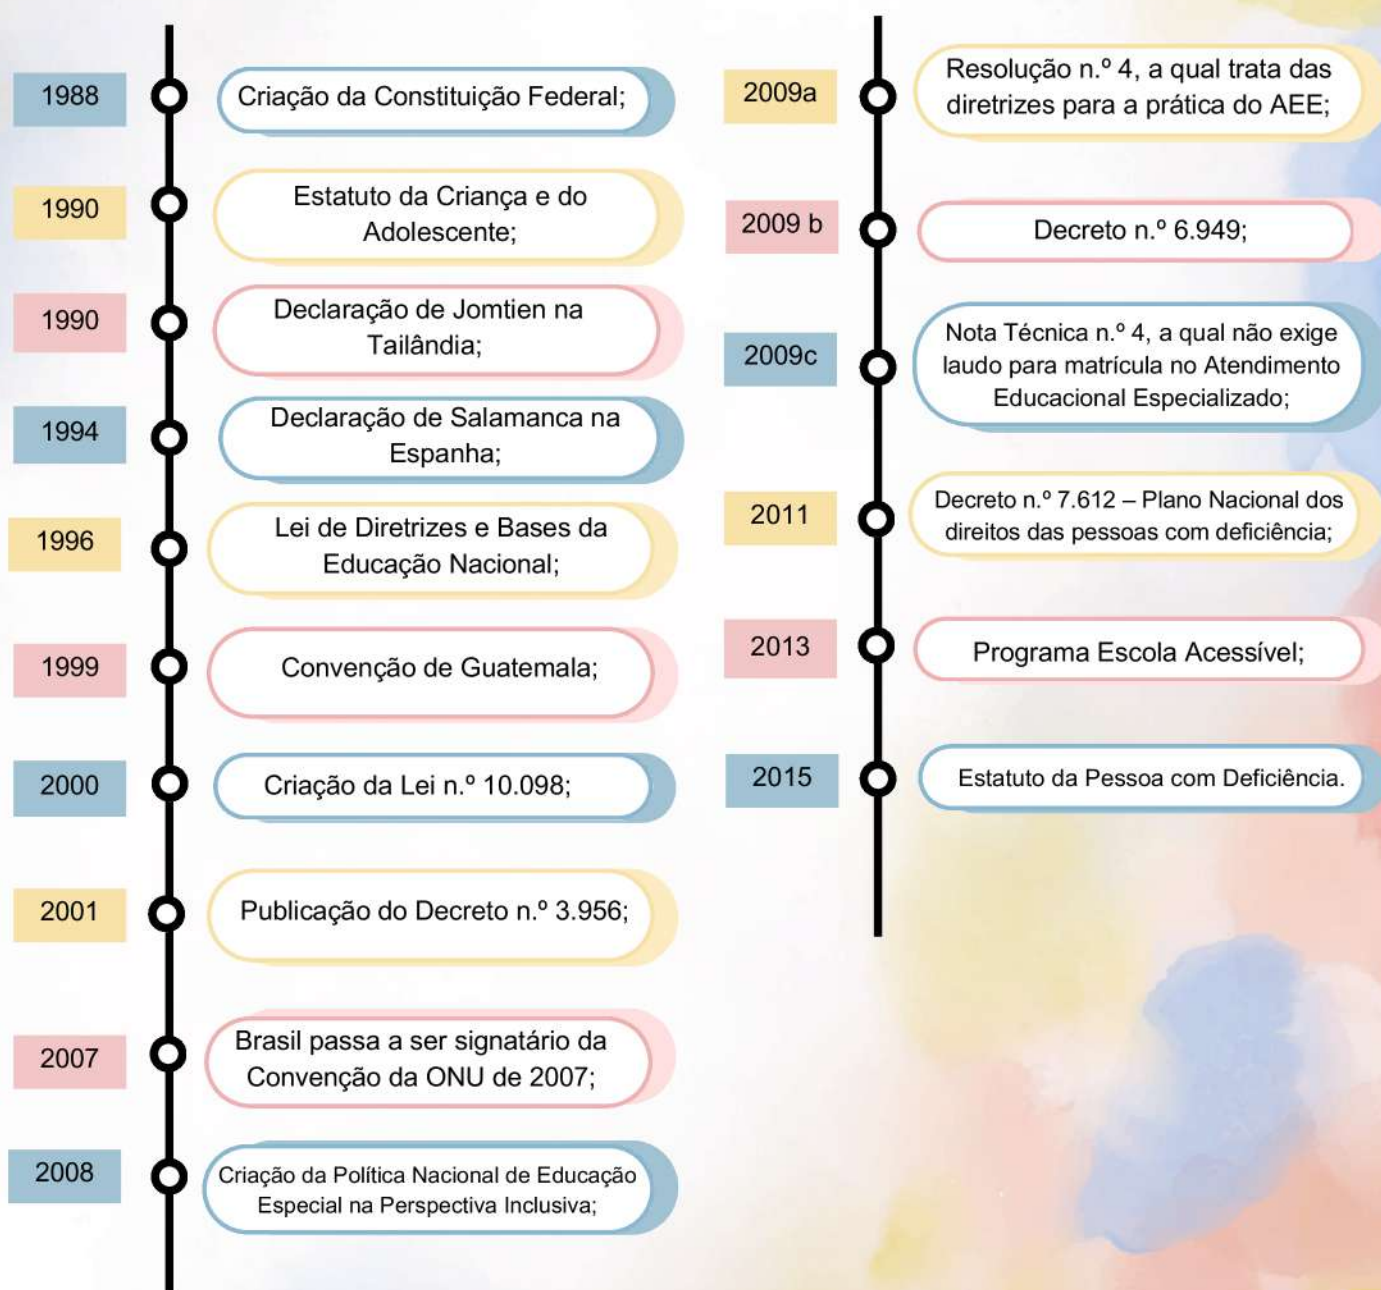 1988
Criação da Constituição Federal;
1990
Estatuto da Criança e do
Adolescente;
1990
Declaração de Jomtien na
Tailândia;
1994
Declaração de Salamanca na
Espanha;
1996
Lei de Diretrizes e Bases da
Educação Nacional;
1999
Convenção de Guatemala;
2000
Criação da Lei n.º 10.098;
2001
Publicação do Decreto n.º 3.956;
2007
Brasil passa a ser signatário da
Convenção da ONU de 2007;
2008
Criação da Política Nacional de Educação
Especial na Perspectiva Inclusiva;
2009a
Resolução n.º 4, a qual trata das
diretrizes para a prática do AEE;
2009 b
Decreto n.º 6.949;
2009c
Nota Técnica n.º 4, a qual não exige
laudo para matrícula no Atendimento
Educacional Especializado;
2011
Decreto n.º 7.612 – Plano Nacional dos
direitos das pessoas com deficiência;
2013
Programa Escola Acessível;
2015
Estatuto da Pessoa com Deficiência.